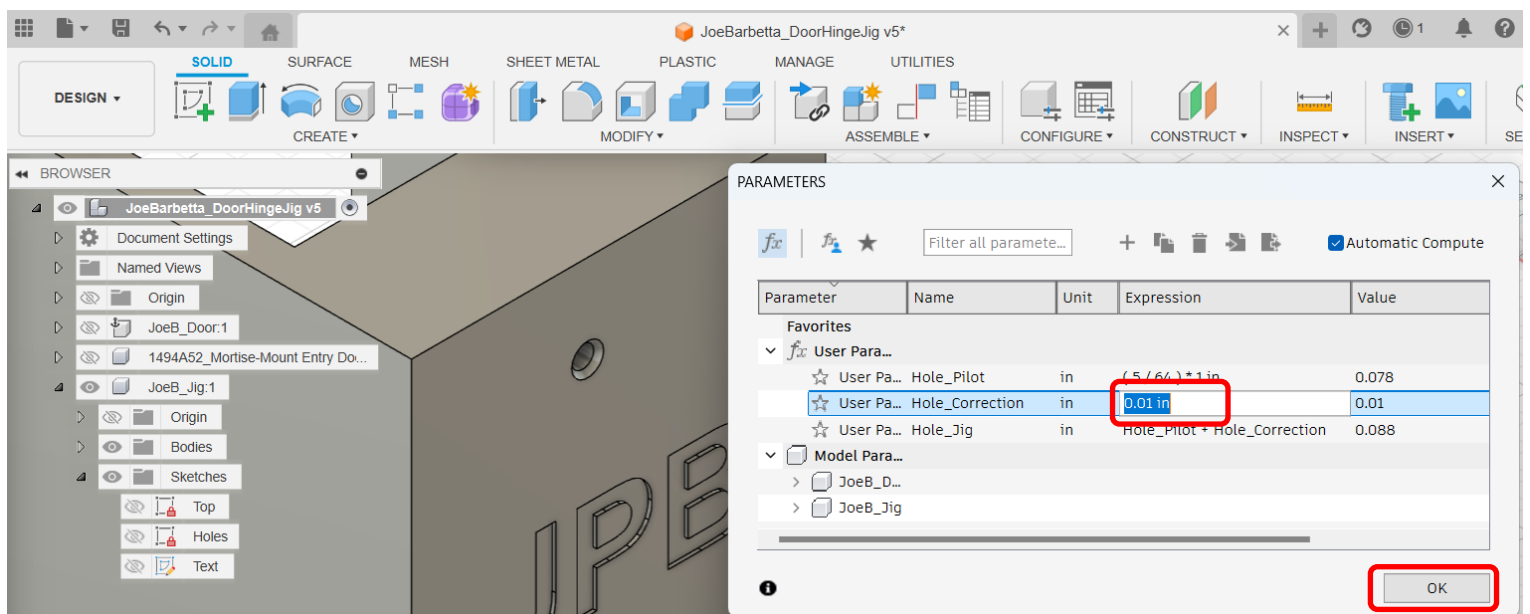 JoeBarbetta_DoorHingeJig v5*
1
DESIGN
SOLID SURFACE MESH SHEET METAL PLASTIC MANAGE UTILITIES
CREATE MODIFY ASSEMBLE CONFIGURE CONSTRUCT INSPECT INSERT SE
BROWSER
JoeBarbetta_DoorHingeJig v5
Document Settings
Named Views
Origin
JoeB_Door:1
1494A52_Mortise-Mount Entry Do...
JoeB_Jig:1
Origin
Bodies
Sketches
Top
Holes
Text
JPB
PARAMETERS
fx
Filter all paramete...
Automatic Compute
Parameter Name Unit Expression Value
Favorites
fx User Para...
User Pa... Hole_Pilot in ( 5 / 64 ) * 1 in 0.078
User Pa... Hole_Correction in 0.01 in 0.01
User Pa... Hole_Jig in Hole_Pilot + Hole_Correction 0.088
Model Para...
JoeB_D...
JoeB_Jig
OK